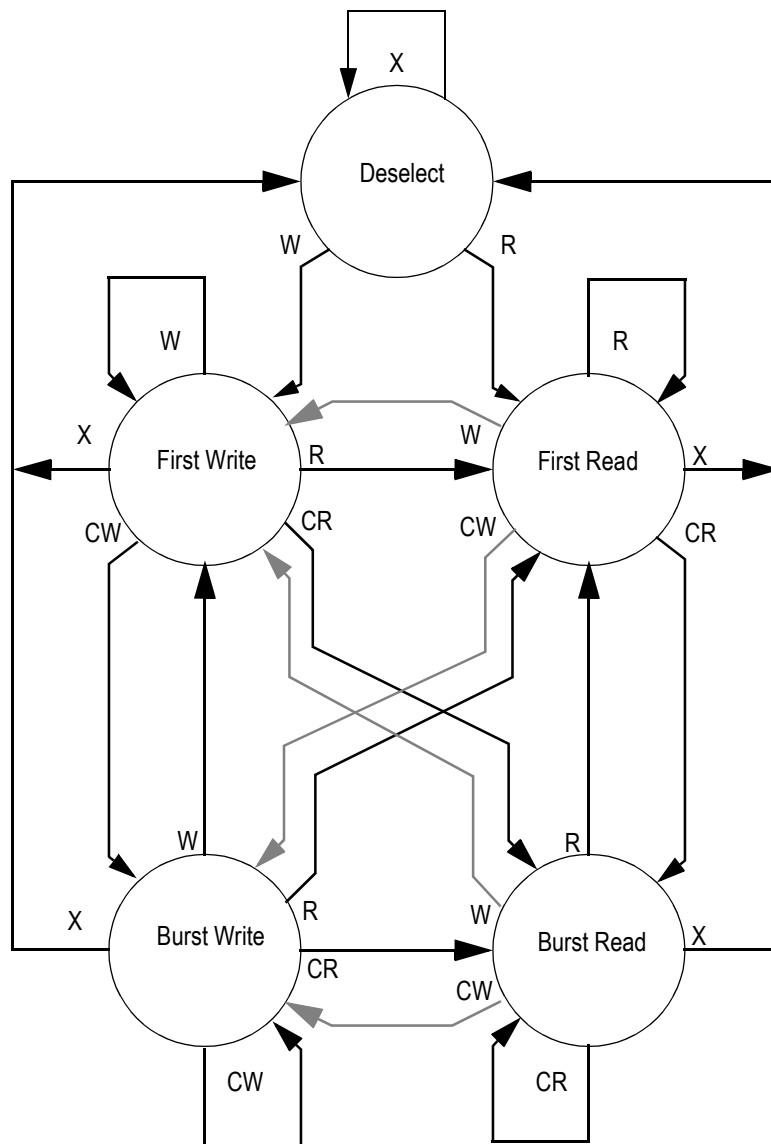 X
Deselect
W
R
W
R
X
W
First Write
R
First Read
X
CW
CR
CW
CR
W
R
X
R
W
Burst Write
Burst Read
X
CR
CW
CW
CR